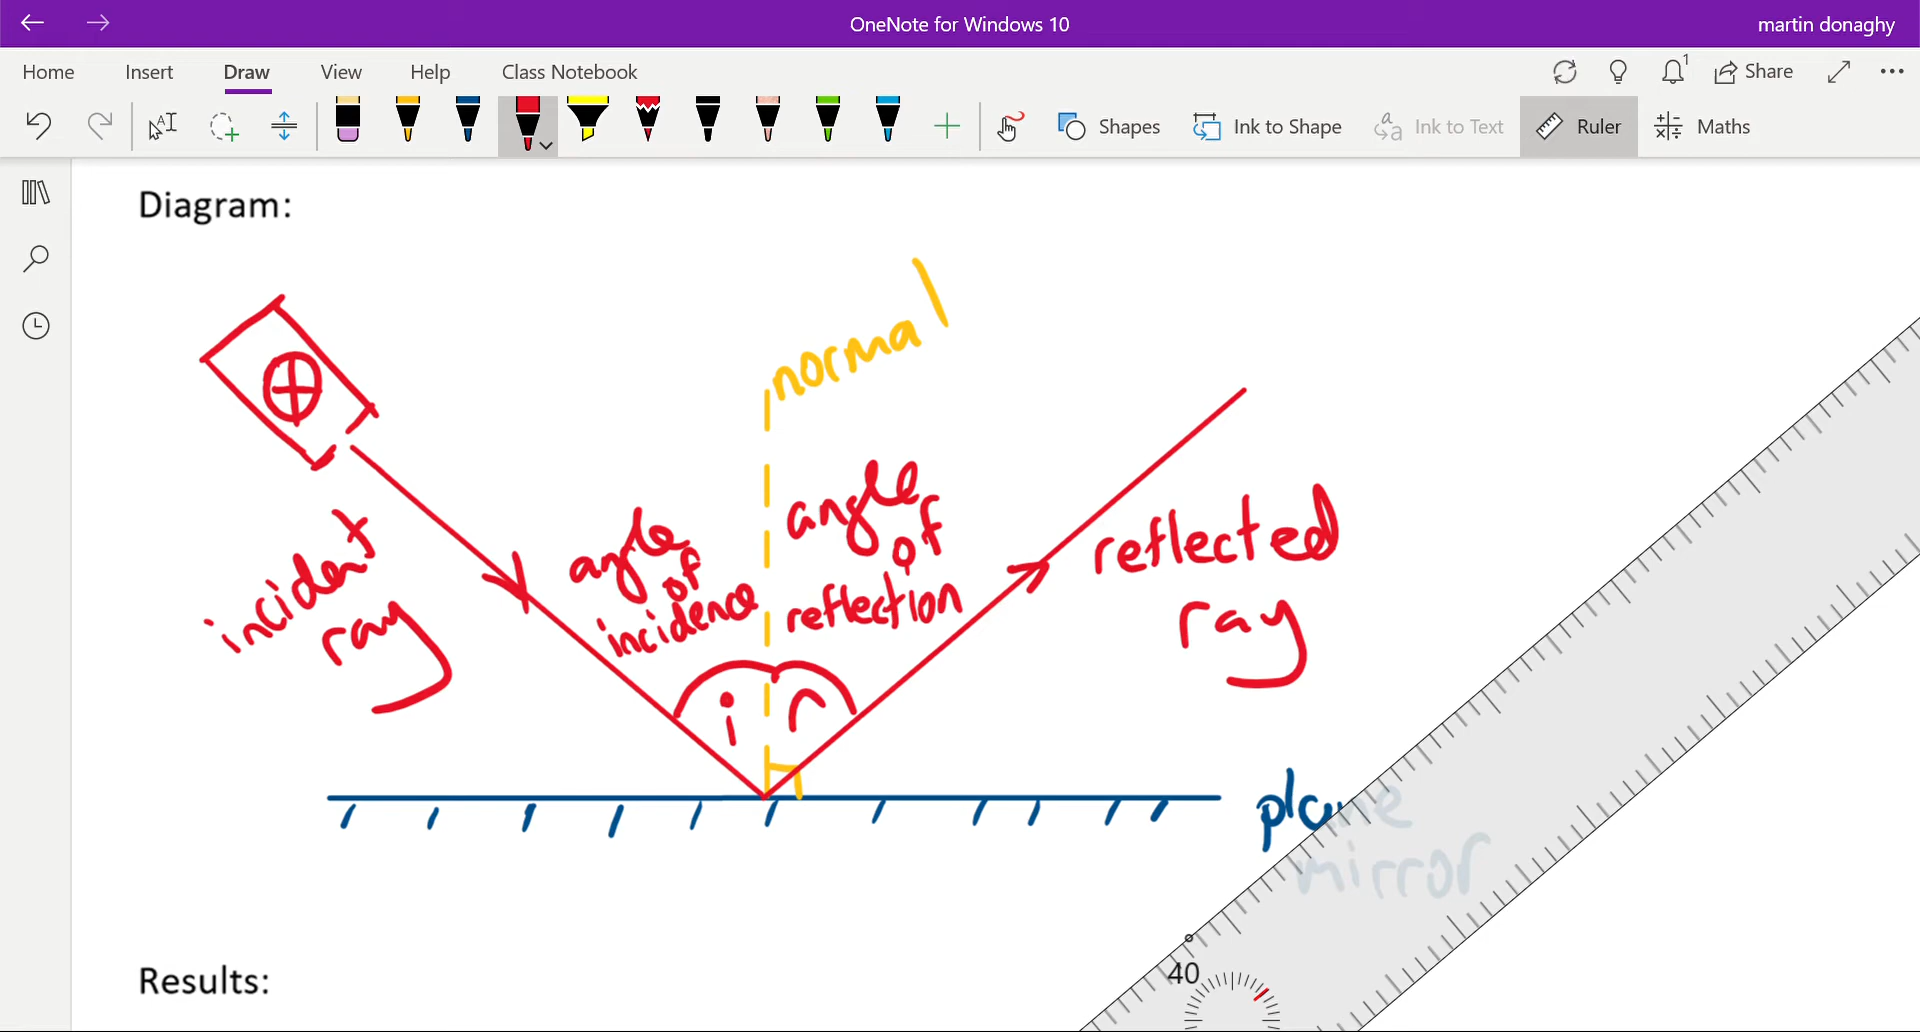 OneNote for Windows 10
martin donaghy
Home Insert Draw View Help Class Notebook
1
Share
Shapes
Ink to Shape
Ink to Text
Ruler
Maths
Diagram:
normal
incident
ray
angle
of
incidence
angle
of
reflection
reflected
ray
i
r
plane
mirror
40°
Results: